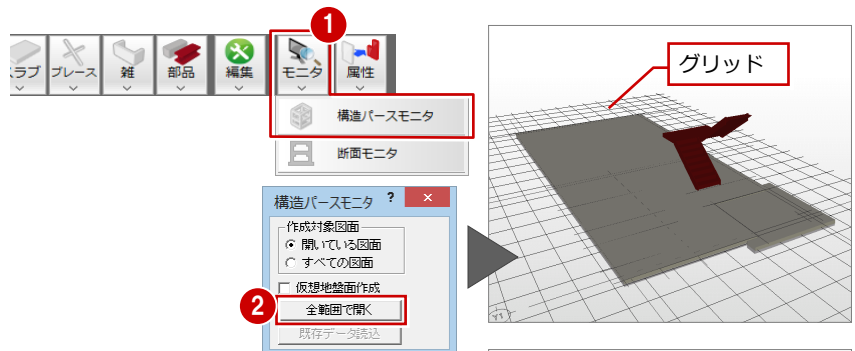 1
スラブ ブレース 雑 部品 編集 モニタ 属性
構造パースモニタ
断面モニタ
構造パースモニタ ? ×
作成対象図面
開いている図面
すべての図面
仮想地盤面作成
2
全範囲で開く
既存データ読込
グリッド
Y1